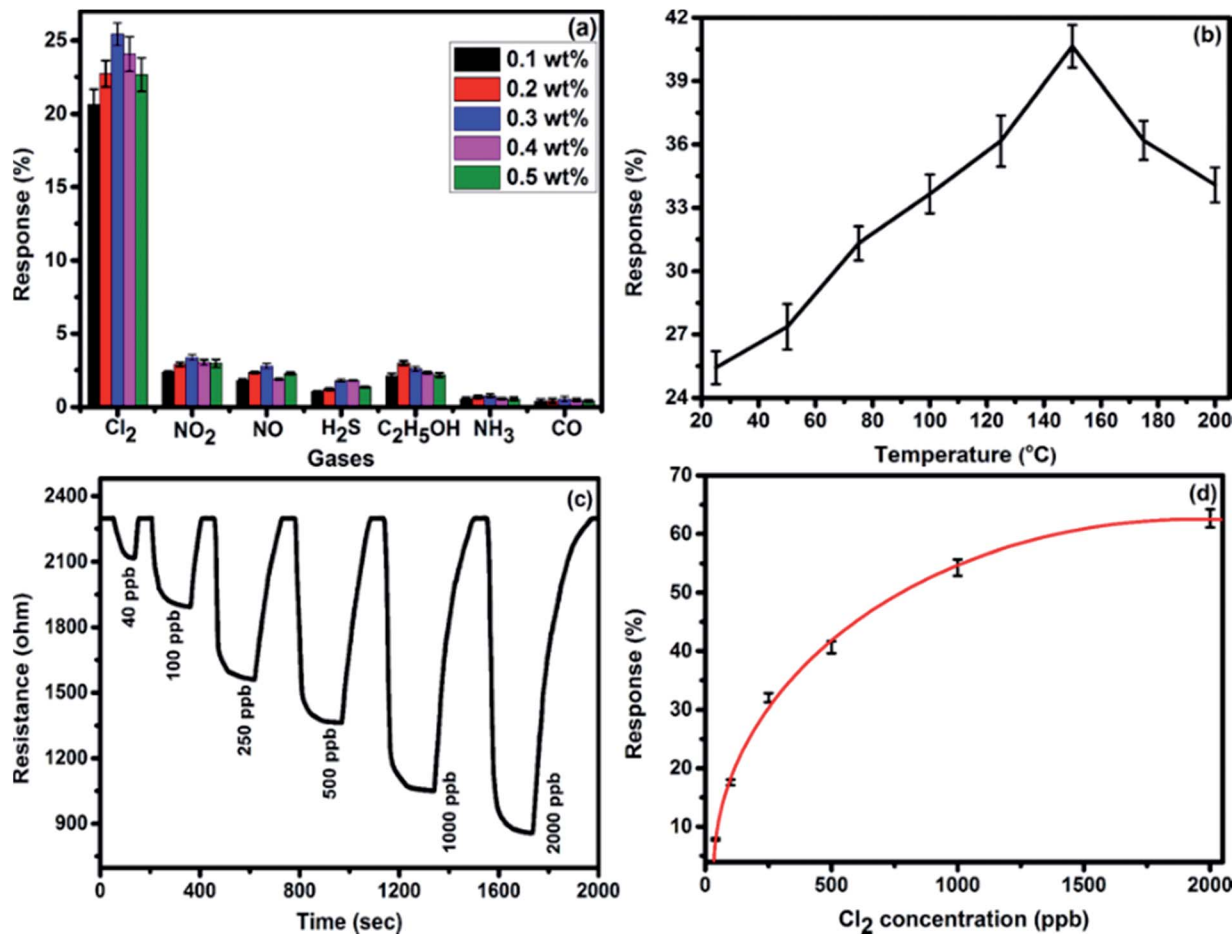 (a)
0.1 wt%
0.2 wt%
0.3 wt%
0.4 wt%
0.5 wt%
25
20
15
10
5
0
Response (%)
Cl2 NO2 NO H2S C2H5OH NH3 CO
Gases
(b)
42
39
36
33
30
27
24
Response (%)
20 40 60 80 100 120 140 160 180 200
Temperature (°C)
(c)
2400
2100
1800
1500
1200
900
Resistance (ohm)
40 ppb
100 ppb
250 ppb
500 ppb
1000 ppb
2000 ppb
0 400 800 1200 1600 2000
Time (sec)
(d)
70
60
50
40
30
20
10
Response (%)
0 500 1000 1500 2000
Cl2 concentration (ppb)